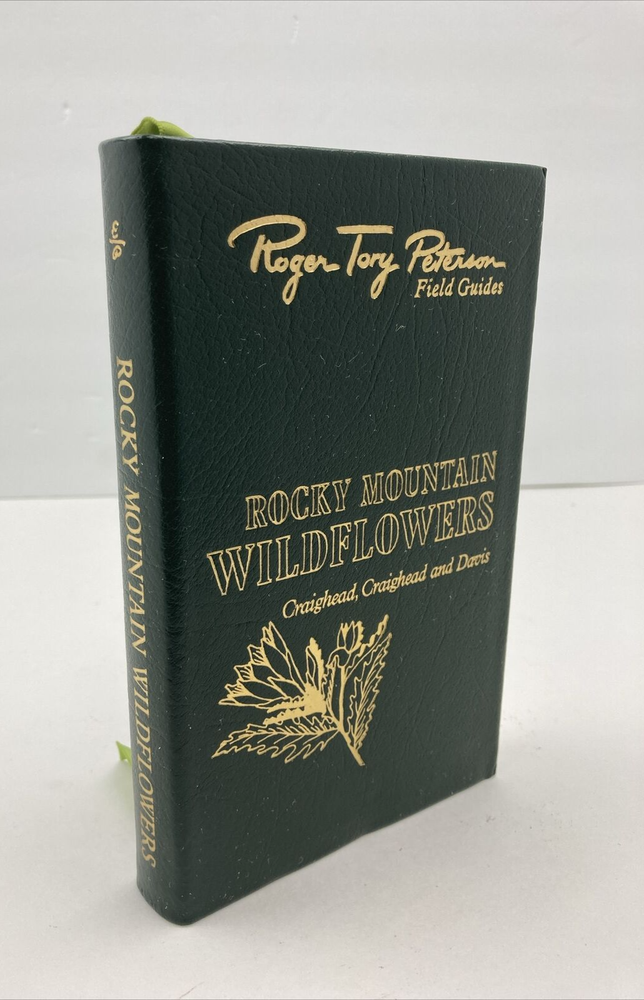 Roger Tory Peterson
Field Guides
ROCKY MOUNTAIN
WILDFLOWERS
Craighead, Craighead and Davis
ROCKY MOUNTAIN WILDFLOWERS